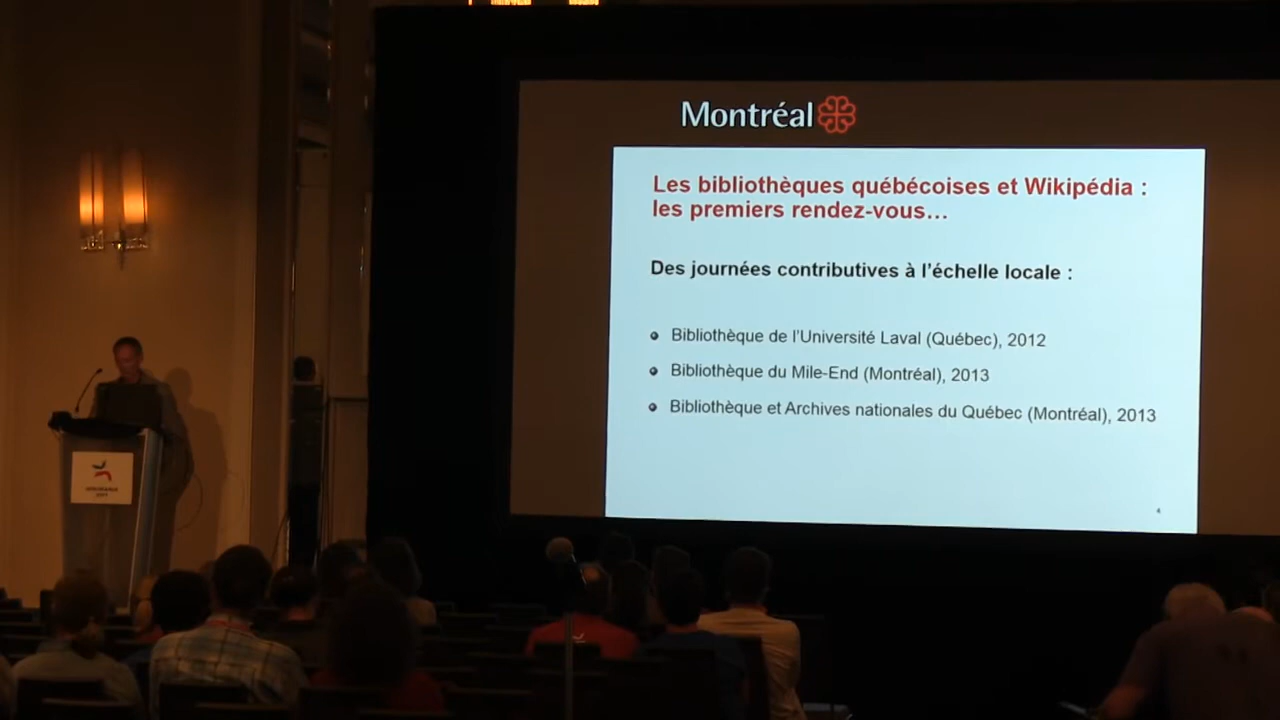 Montréal
Les bibliothèques québécoises et Wikipédia :
les premiers rendez-vous…
Des journées contributives à l'échelle locale :
Bibliothèque de l'Université Laval (Québec), 2012
Bibliothèque du Mile-End (Montréal), 2013
Bibliothèque et Archives nationales du Québec (Montréal), 2013
4